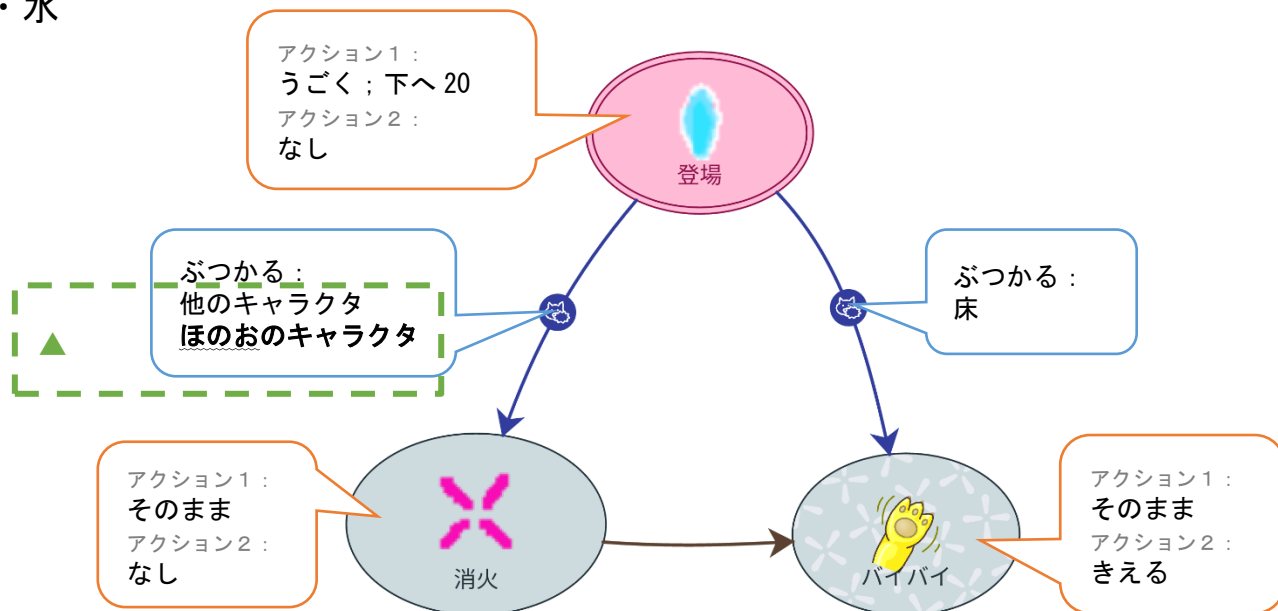 ・水
アクション１：
うごく；下へ 20
アクション２：
なし
登場
ぶつかる：
他のキャラクタ
ほのおのキャラクタ
ぶつかる：
床
アクション１：
そのまま
アクション２：
なし
消火
バイバイ
アクション１：
そのまま
アクション２：
きえる